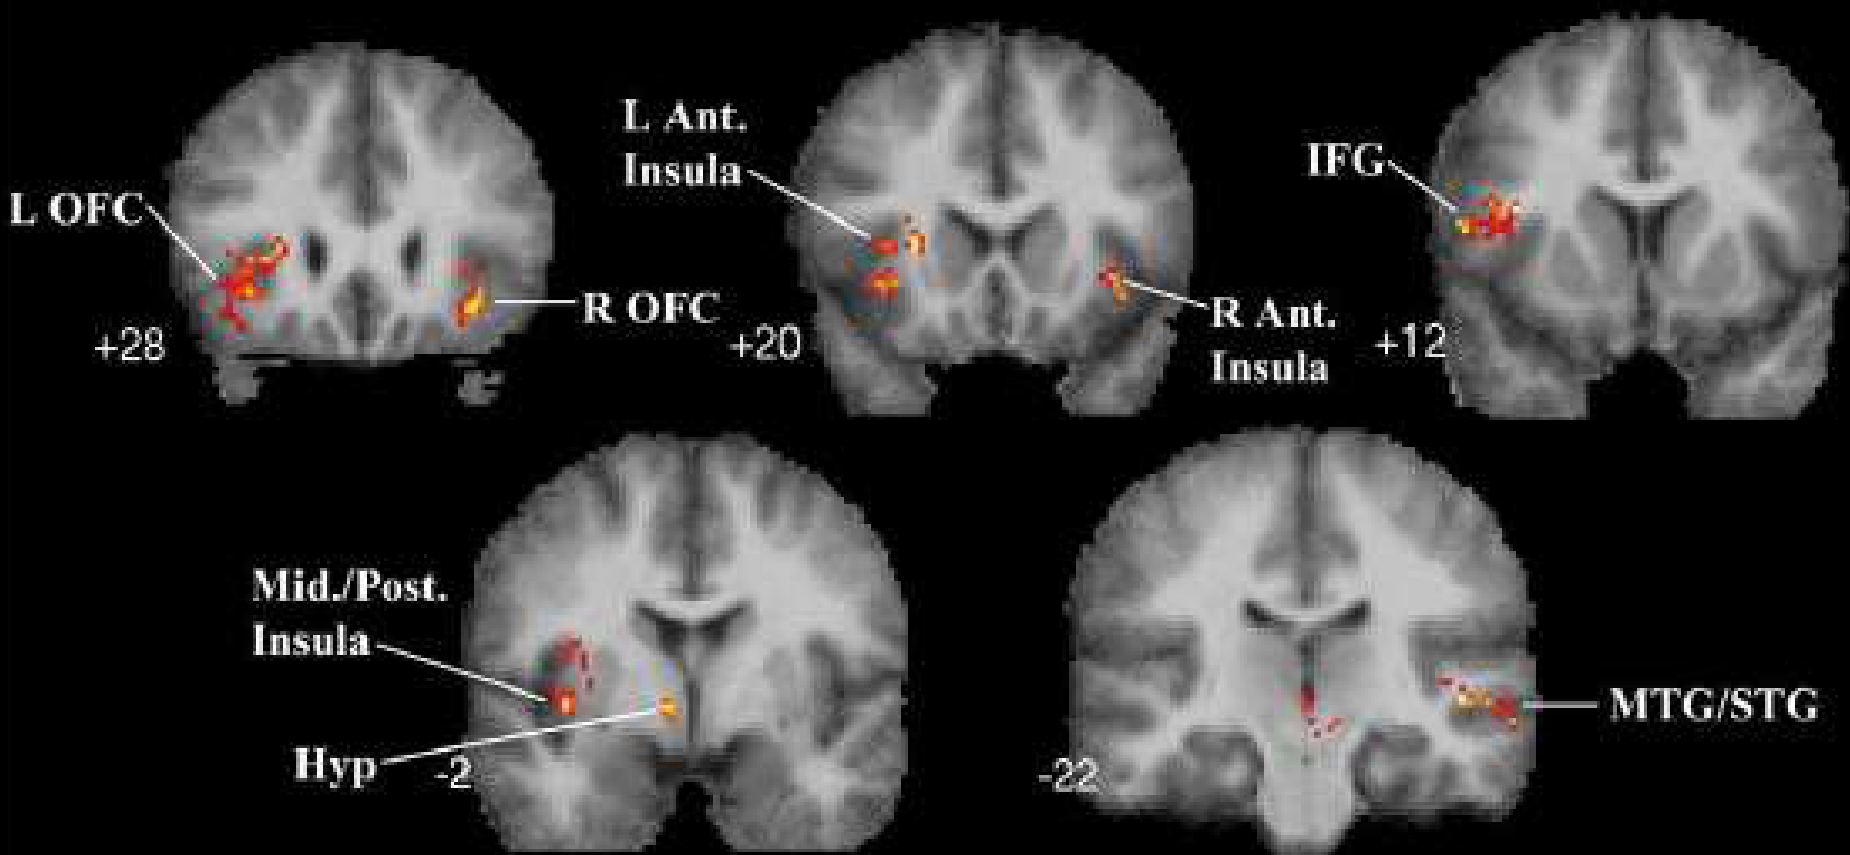 L Ant.
Insula
IFG
L OFC
R OFC
+28
+20
R Ant.
Insula
+12
Mid./Post.
Insula
Hyp
-2
MTG/STG
-22